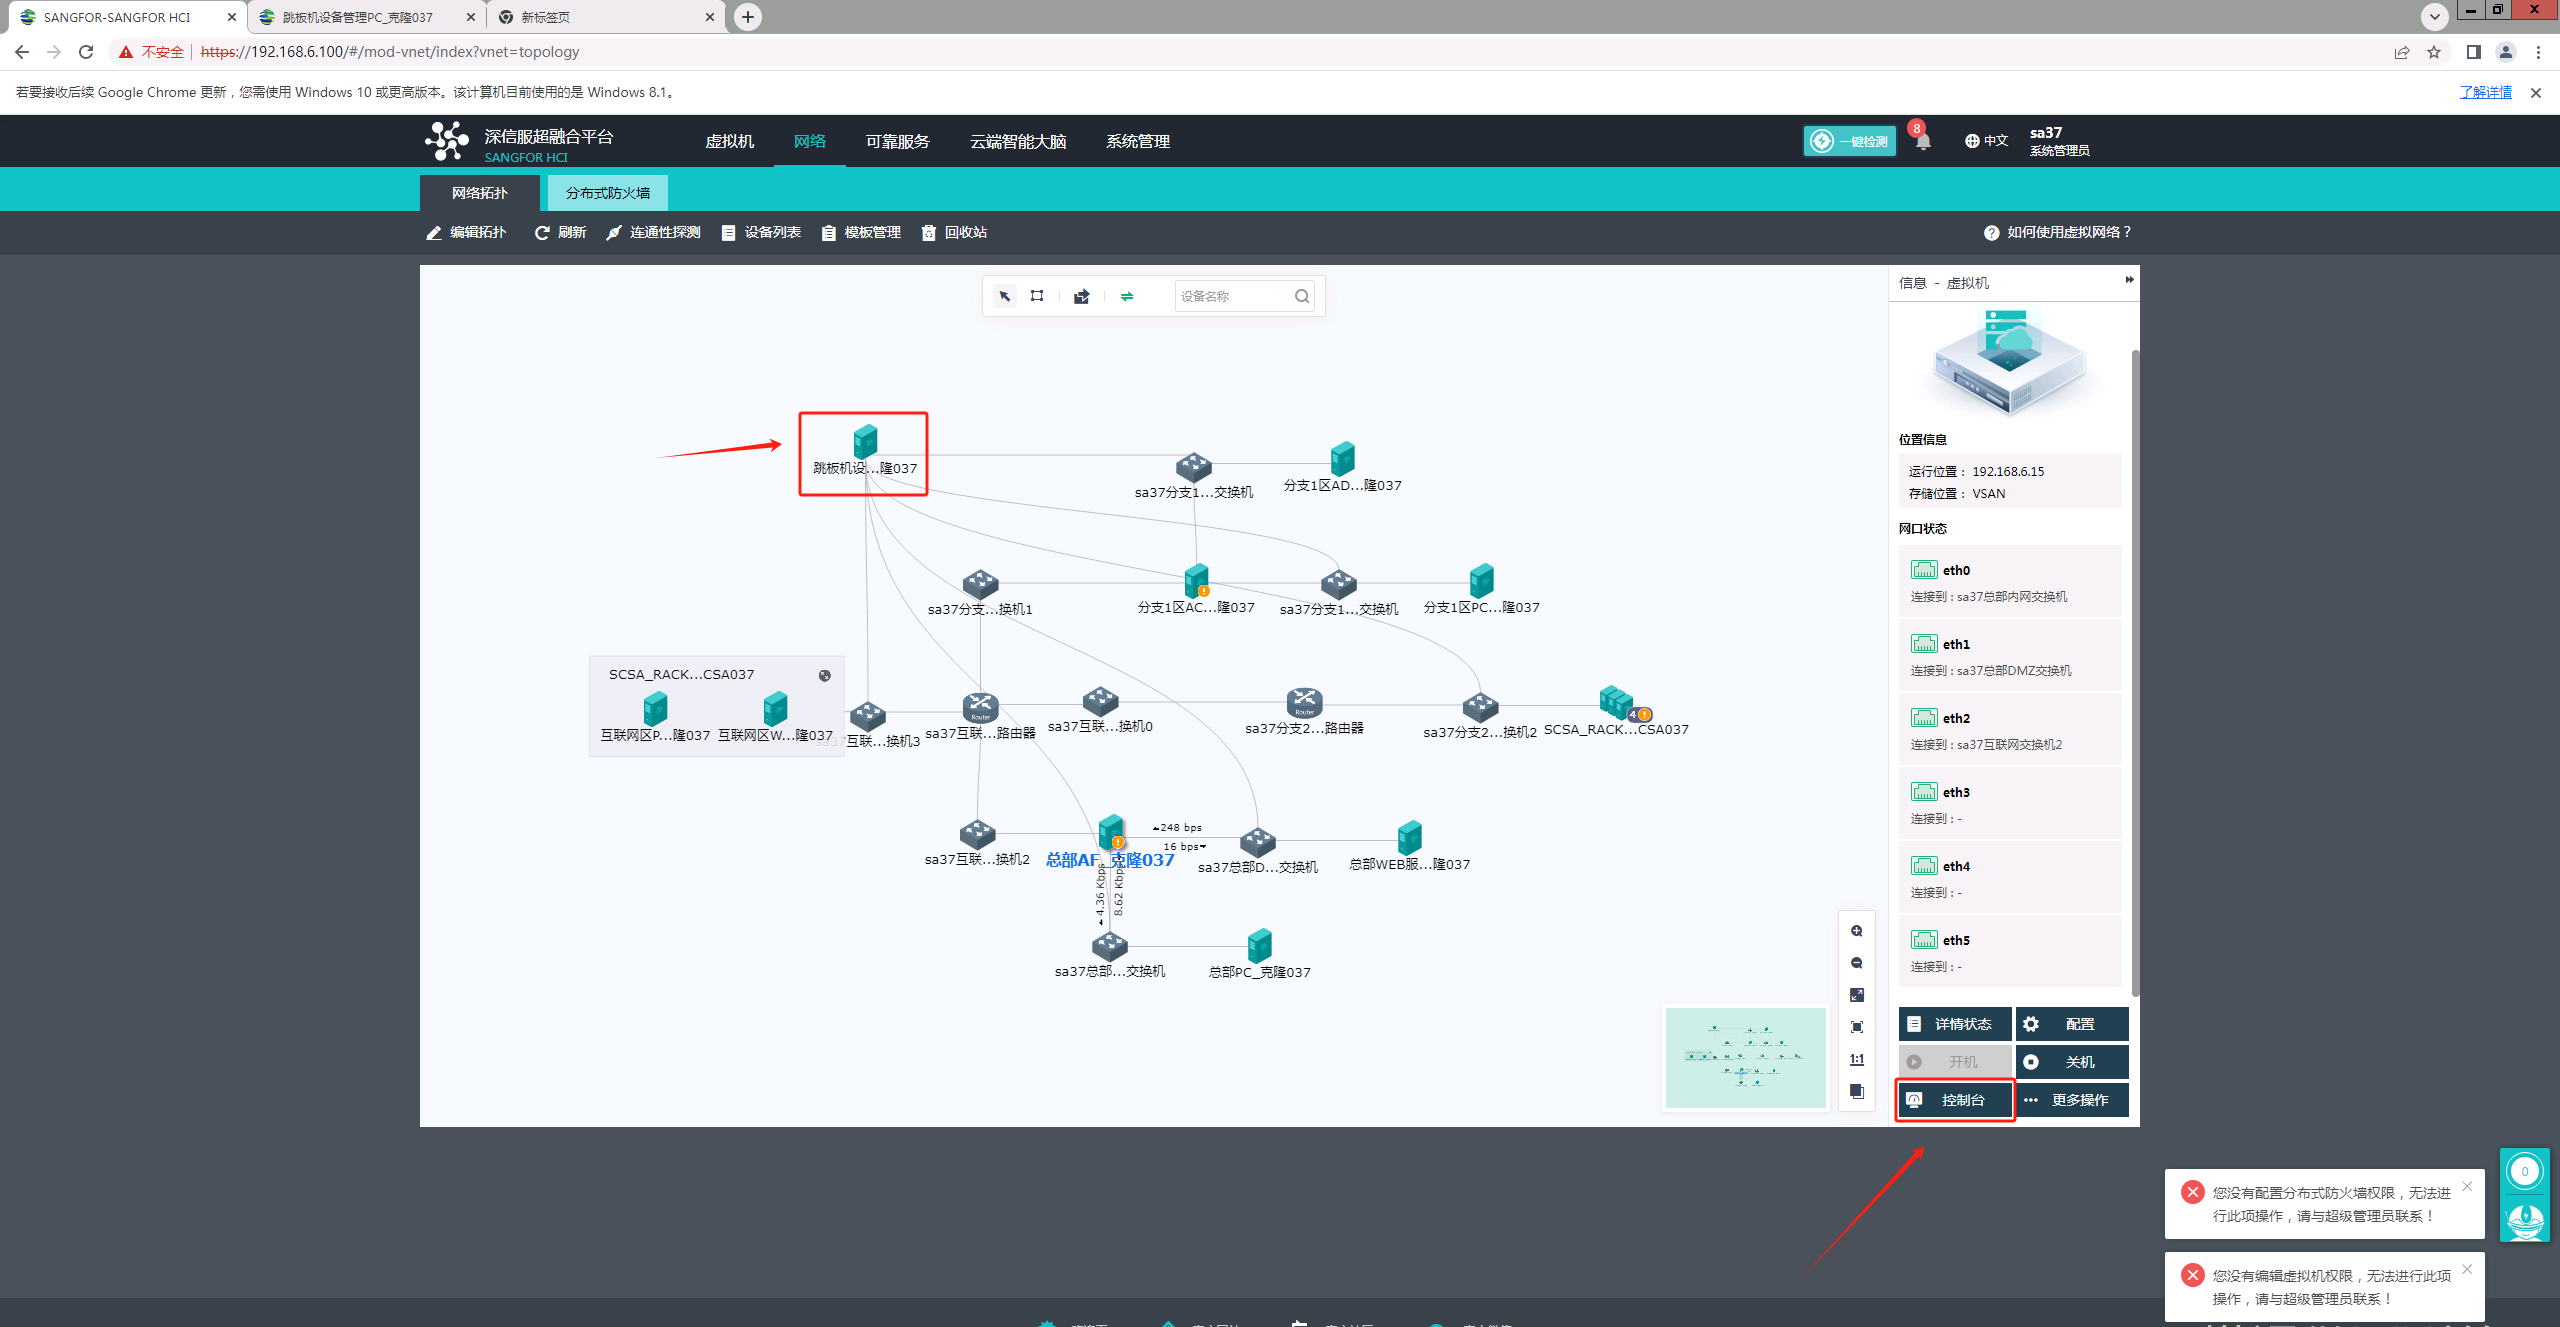 SANGFOR-SANGFOR HCI
跳板机设备管理PC_克隆037
新标签页
不安全
https://192.168.6.100/#/mod-vnet/index?vnet=topology
若要接收后续 Google Chrome 更新，您需使用 Windows 10 或更高版本。该计算机目前使用的是 Windows 8.1。
了解详情
深信服超融合平台
SANGFOR HCI
虚拟机
网络
可靠服务
云端智能大脑
系统管理
一键检测
8
中文
sa37
系统管理员
网络拓扑
分布式防火墙
编辑拓扑
刷新
连通性探测
设备列表
模板管理
回收站
如何使用虚拟网络？
设备名称
跳板机设...隆037
sa37分支1...交换机
分支1区AD...隆037
sa37分支...换机1
分支1区AC...隆037
sa37分支1...交换机
分支1区PC...隆037
SCSA_RACK...CSA037
互联网区P...隆037
互联网区W...隆037
sa37互联...换机3
Router
sa37互联...路由器
sa37互联...换机0
Router
sa37分支2...路由器
sa37分支2...换机2
4
SCSA_RACK...CSA037
sa37互联...换机2
总部AF_克隆037
248 bps
16 bps
4.36 Kbps
8.62 Kbps
sa37总部D...交换机
总部WEB服...隆037
sa37总部...交换机
总部PC_克隆037
1:1
信息 - 虚拟机
位置信息
运行位置： 192.168.6.15
存储位置： VSAN
网口状态
eth0
连接到 : sa37总部内网交换机
eth1
连接到 : sa37总部DMZ交换机
eth2
连接到 : sa37互联网交换机2
eth3
连接到 : -
eth4
连接到 : -
eth5
连接到 : -
详情状态
配置
开机
关机
控制台
更多操作
0
您没有配置分布式防火墙权限，无法进
行此项操作，请与超级管理员联系！
您没有编辑虚拟机权限，无法进行此项
操作，请与超级管理员联系！